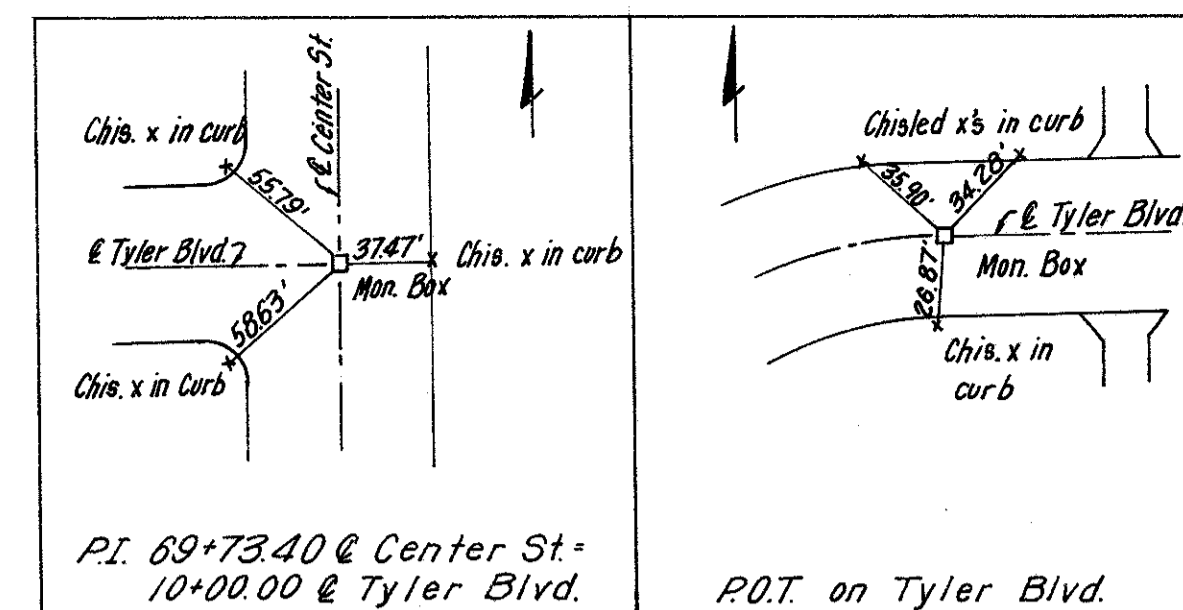 Chis. x in curb
℄ Center St.
55.79'
℄ Tyler Blvd.
37.47'
Chis. x in curb
Mon. Box
58.63'
Chis. x in Curb
P.I. 69+73.40 ℄ Center St. =
10+00.00 ℄ Tyler Blvd.
Chisled x's in curb
35.90'
34.28'
℄ Tyler Blvd.
Mon. Box
26.87'
Chis. x in
curb
P.O.T. on Tyler Blvd.